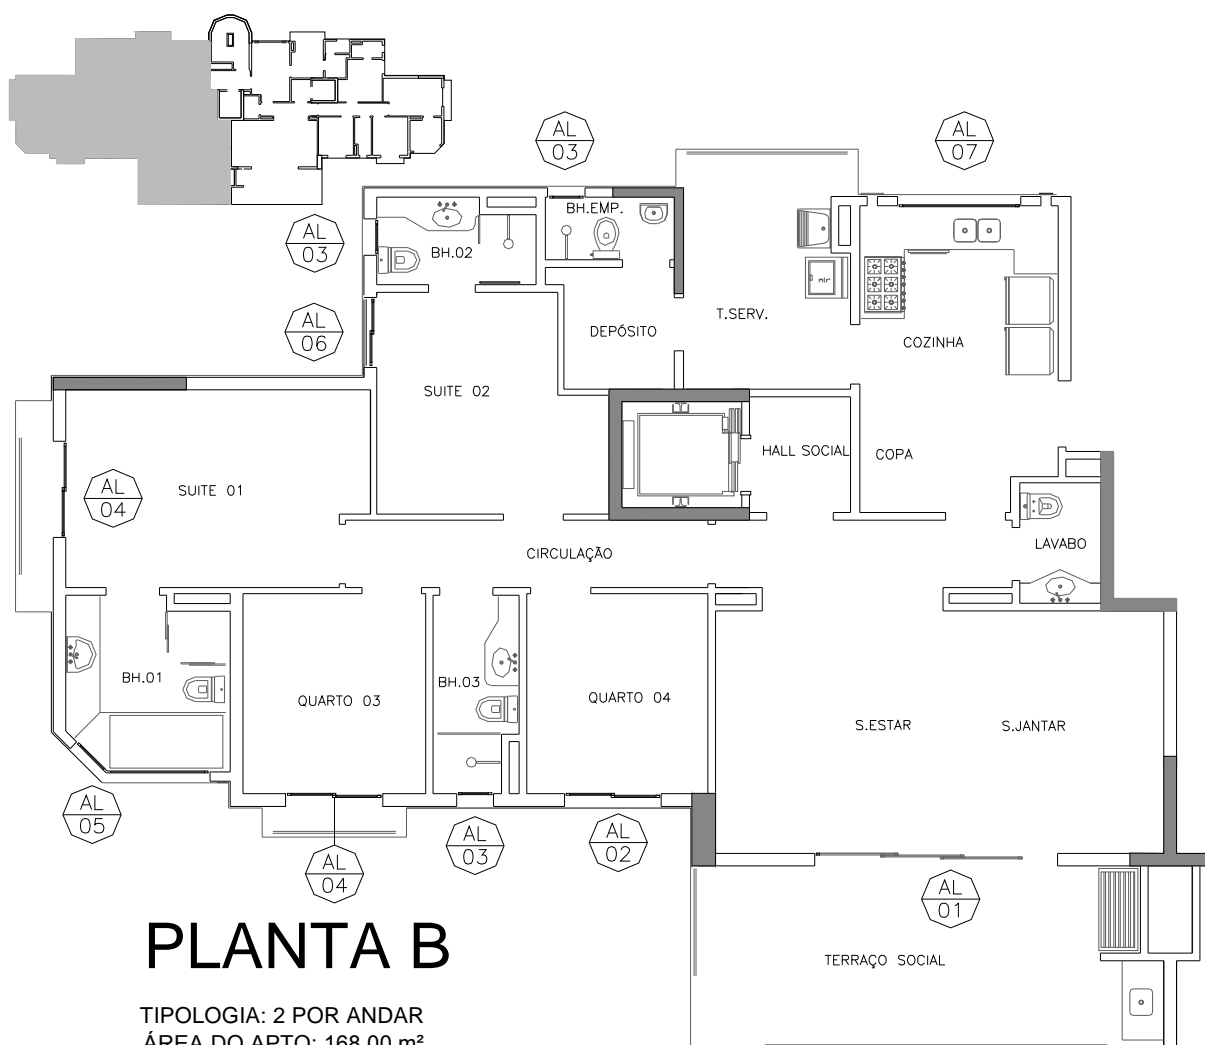 AL
03
AL
07
BH.EMP.
AL
03
BH.02
AL
06
T.SERV.
DEPÓSITO
COZINHA
SUITE 02
HALL SOCIAL
COPA
SUITE 01
AL
04
LAVABO
CIRCULAÇÃO
BH.01
BH.03
QUARTO 03
QUARTO 04
S.ESTAR
S.JANTAR
AL
05
AL
03
AL
02
AL
04
AL
01
PLANTA B
TERRAÇO SOCIAL
TIPOLOGIA: 2 POR ANDAR
ÁREA DO APTO: 168,00 m²